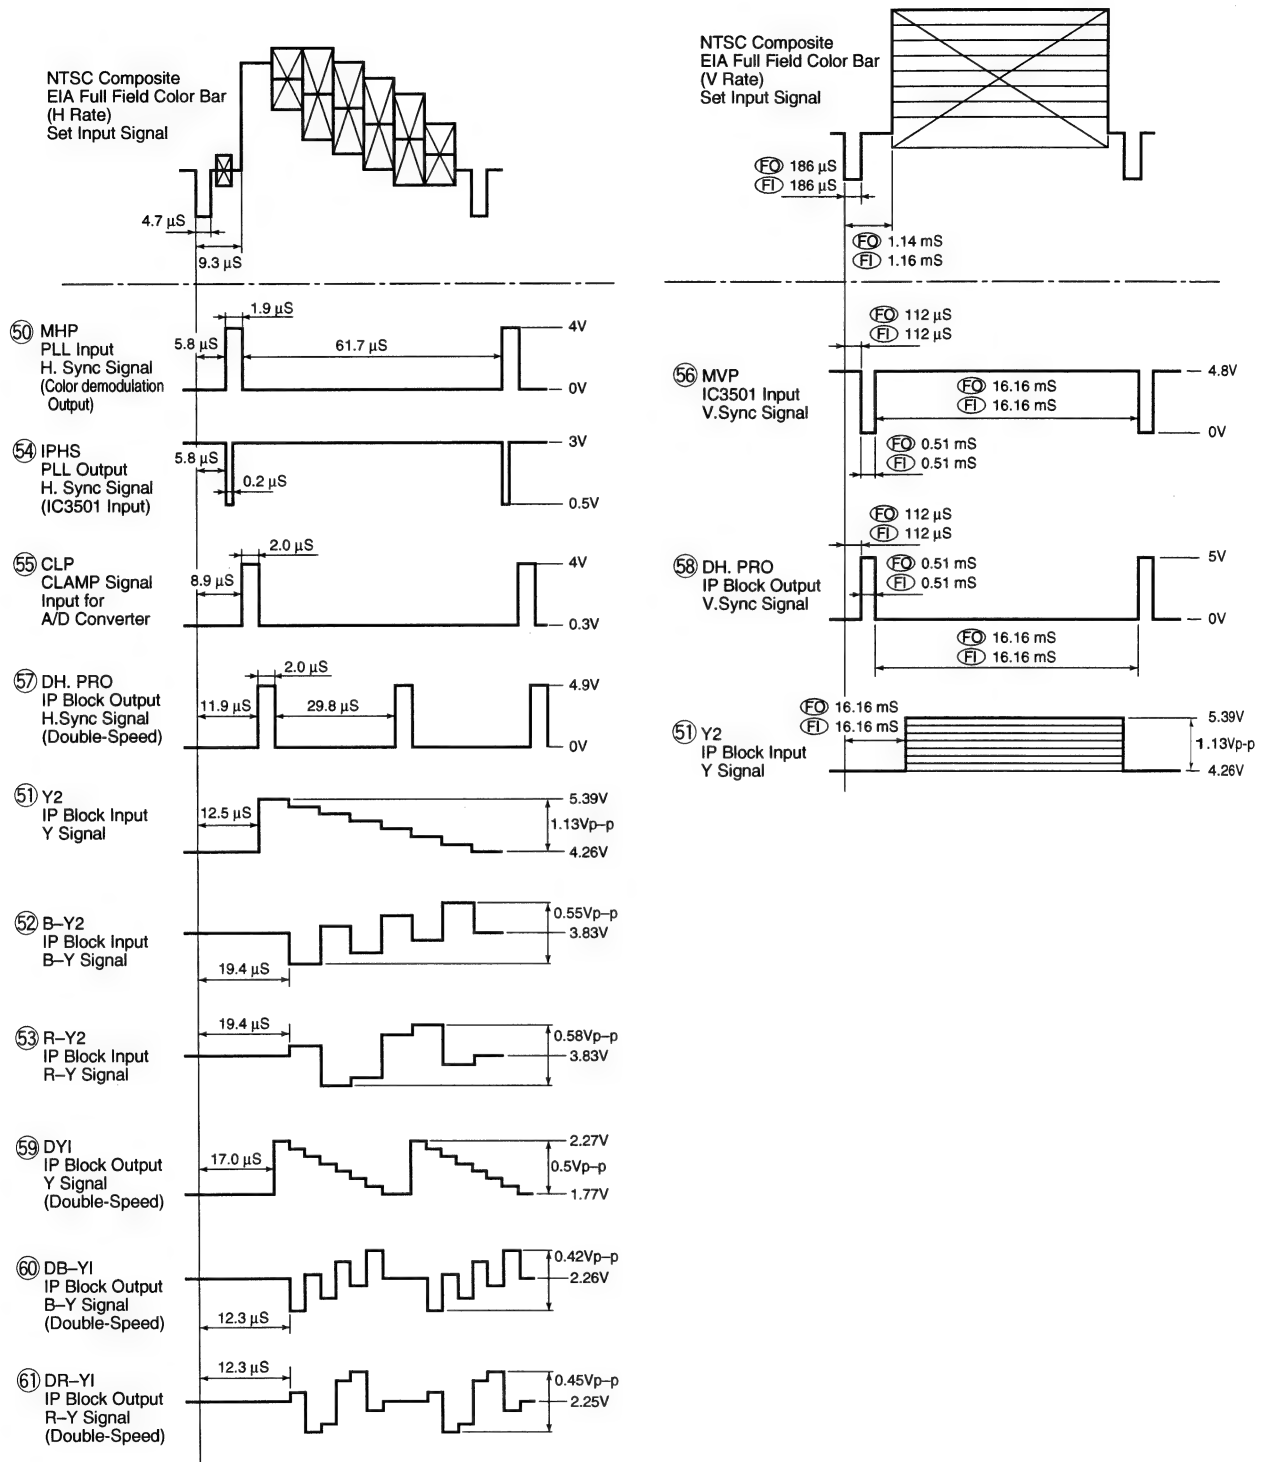 NTSC Composite
EIA Full Field Color Bar
(H Rate)
Set Input Signal
4.7 µS
9.3 µS
50 MHP
PLL Input
H. Sync Signal
(Color demodulation
Output)
5.8 µS
1.9 µS
61.7 µS
4V
0V
54 IPHS
PLL Output
H. Sync Signal
(IC3501 Input)
5.8 µS
0.2 µS
3V
0.5V
55 CLP
CLAMP Signal
Input for
A/D Converter
8.9 µS
2.0 µS
4V
0.3V
57 DH. PRO
IP Block Output
H.Sync Signal
(Double-Speed)
11.9 µS
2.0 µS
29.8 µS
4.9V
0V
51 Y2
IP Block Input
Y Signal
12.5 µS
5.39V
1.13Vp–p
4.26V
52 B–Y2
IP Block Input
B–Y Signal
19.4 µS
0.55Vp–p
3.83V
53 R–Y2
IP Block Input
R–Y Signal
19.4 µS
0.58Vp–p
3.83V
59 DYI
IP Block Output
Y Signal
(Double-Speed)
17.0 µS
2.27V
0.5Vp–p
1.77V
60 DB–YI
IP Block Output
B–Y Signal
(Double-Speed)
12.3 µS
0.42Vp–p
2.26V
61 DR–YI
IP Block Output
R–Y Signal
(Double-Speed)
12.3 µS
0.45Vp–p
2.25V
NTSC Composite
EIA Full Field Color Bar
(V Rate)
Set Input Signal
FO 186 µS
FI 186 µS
FO 1.14 mS
FI 1.16 mS
56 MVP
IC3501 Input
V.Sync Signal
FO 112 µS
FI 112 µS
FO 16.16 mS
FI 16.16 mS
FO 0.51 mS
FI 0.51 mS
4.8V
0V
58 DH. PRO
IP Block Output
V.Sync Signal
FO 112 µS
FI 112 µS
FO 0.51 mS
FI 0.51 mS
FO 16.16 mS
FI 16.16 mS
5V
0V
51 Y2
IP Block Input
Y Signal
FO 16.16 mS
FI 16.16 mS
5.39V
1.13Vp-p
4.26V